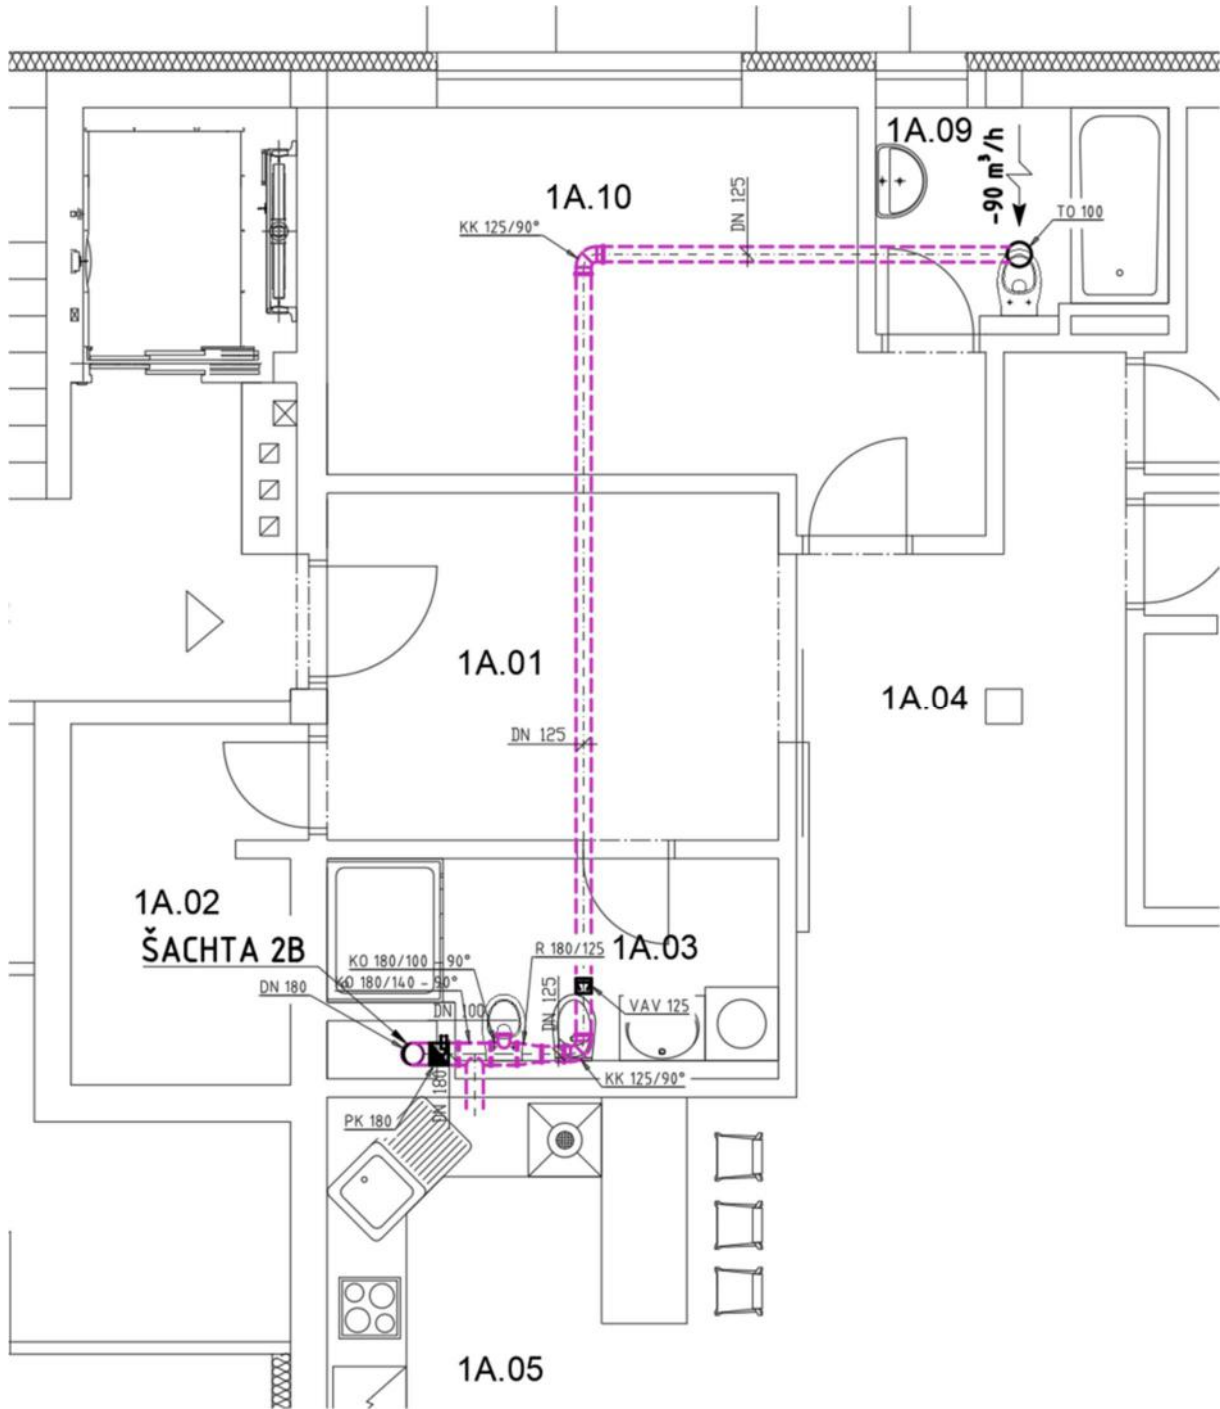 1A.09
-90 m³/h
1A.10
DN 125
KK 125/90°
TO 100
1A.01
1A.04
DN 125
1A.02
1A.03
ŠACHTA 2B
R 180/125
KO 180/100 - 90°
KO 180/140 - 90°
DN 180
DN 125
VAV 125
DN 100
KK 125/90°
DN 180
PK 180
1A.05